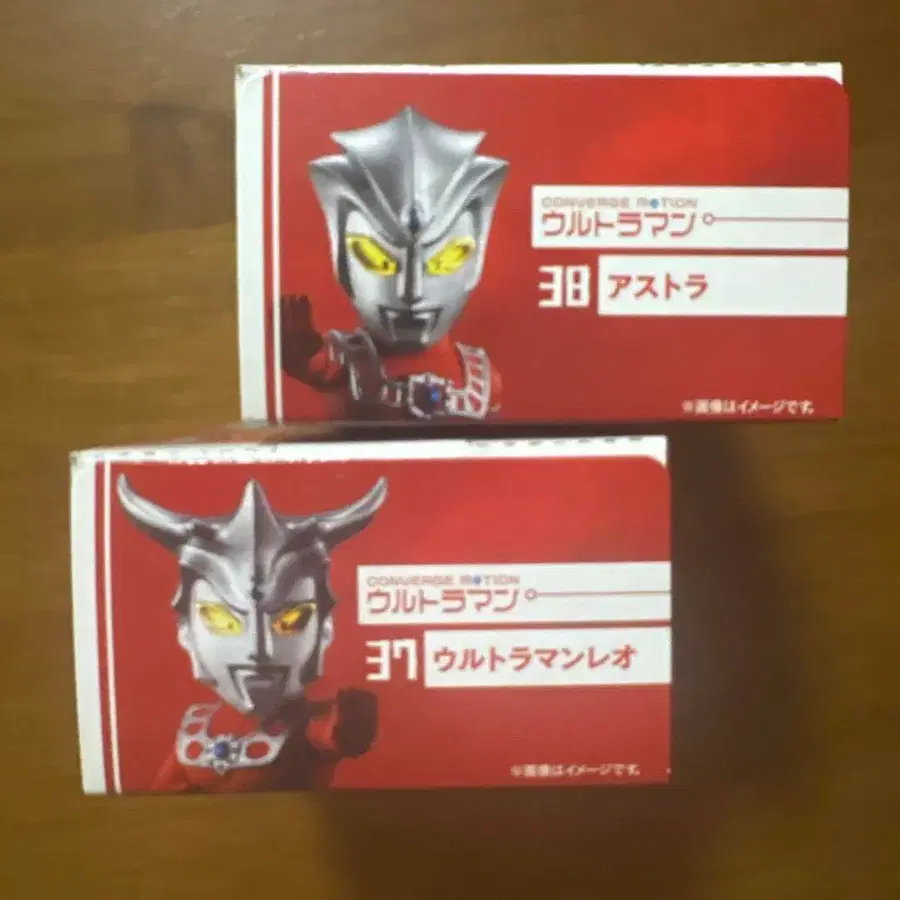 CONVERGE MOTION
ウルトラマン
38 アストラ
※画像はイメージです。
CONVERGE MOTION
ウルトラマン
37 ウルトラマンレオ
※画像はイメージです。